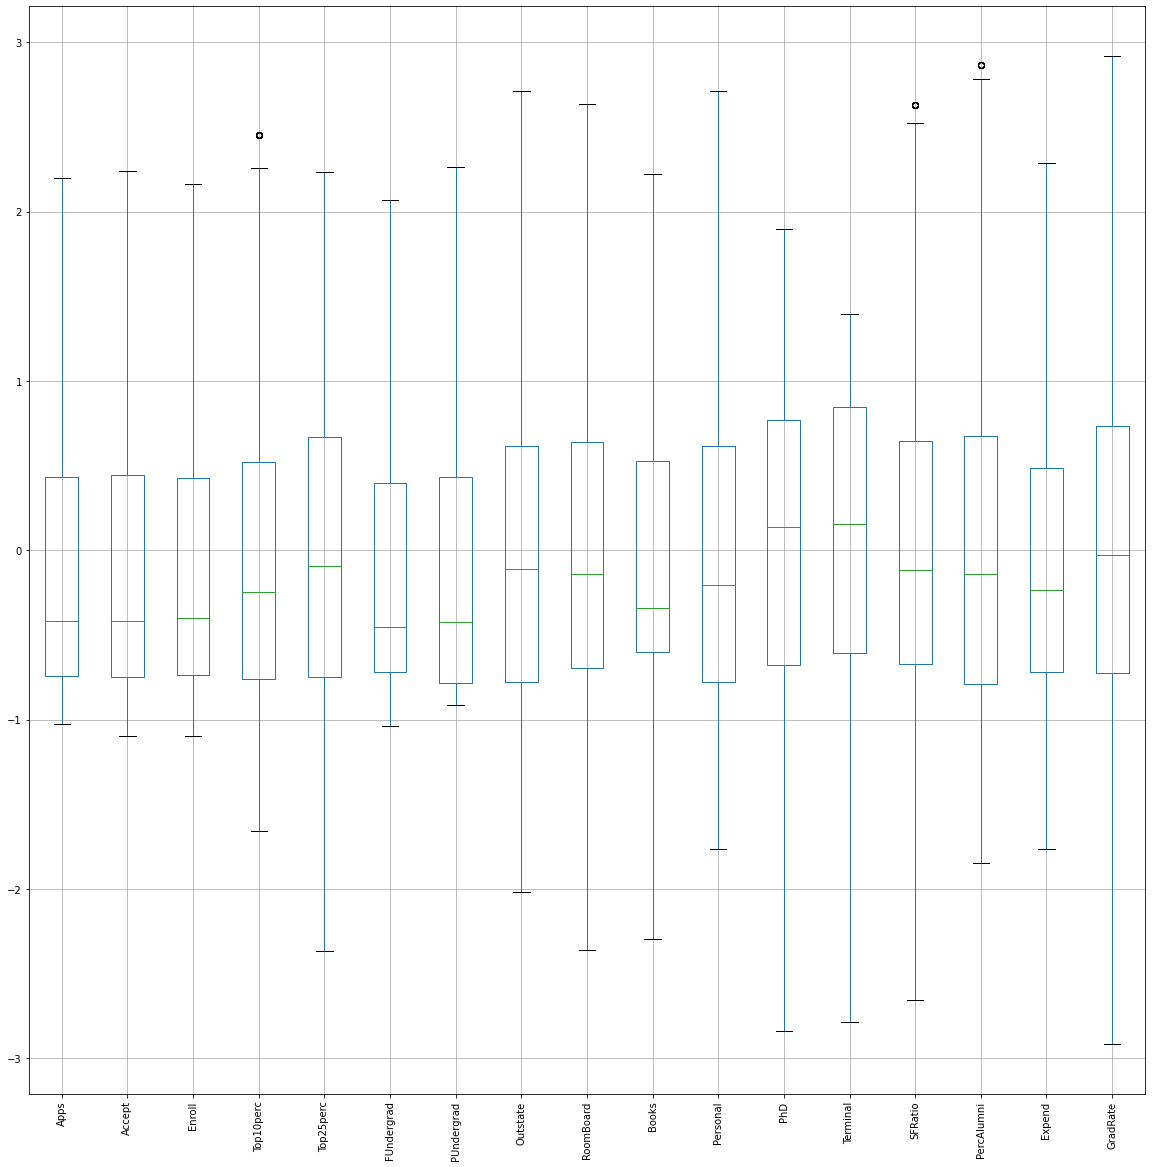 3
2
1
0
−1
−2
−3
Apps
Accept
Enroll
Top10perc
Top25perc
FUndergrad
PUndergrad
Outstate
RoomBoard
Books
Personal
PhD
Terminal
SFRatio
PercAlumni
Expend
GradRate